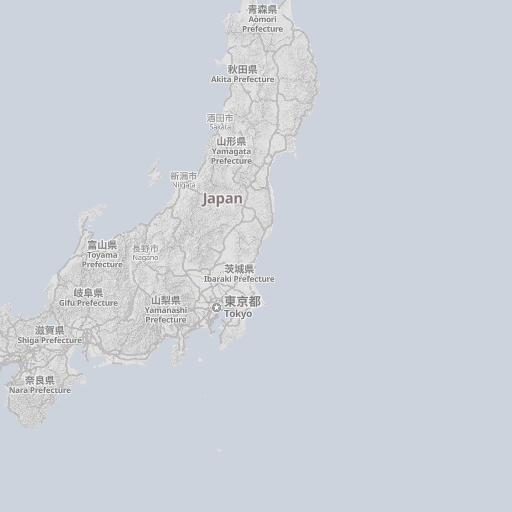 青森県
Aomori
Prefecture
秋田県
Akita Prefecture
酒田市
Sakata
山形県
Yamagata
Prefecture
新潟市
Niigata
Japan
富山県
Toyama
Prefecture
長野市
Nagano
茨城県
Ibaraki Prefecture
岐阜県
Gifu Prefecture
山梨県
Yamanashi
Prefecture
東京都
Tokyo
滋賀県
Shiga Prefecture
奈良県
Nara Prefecture